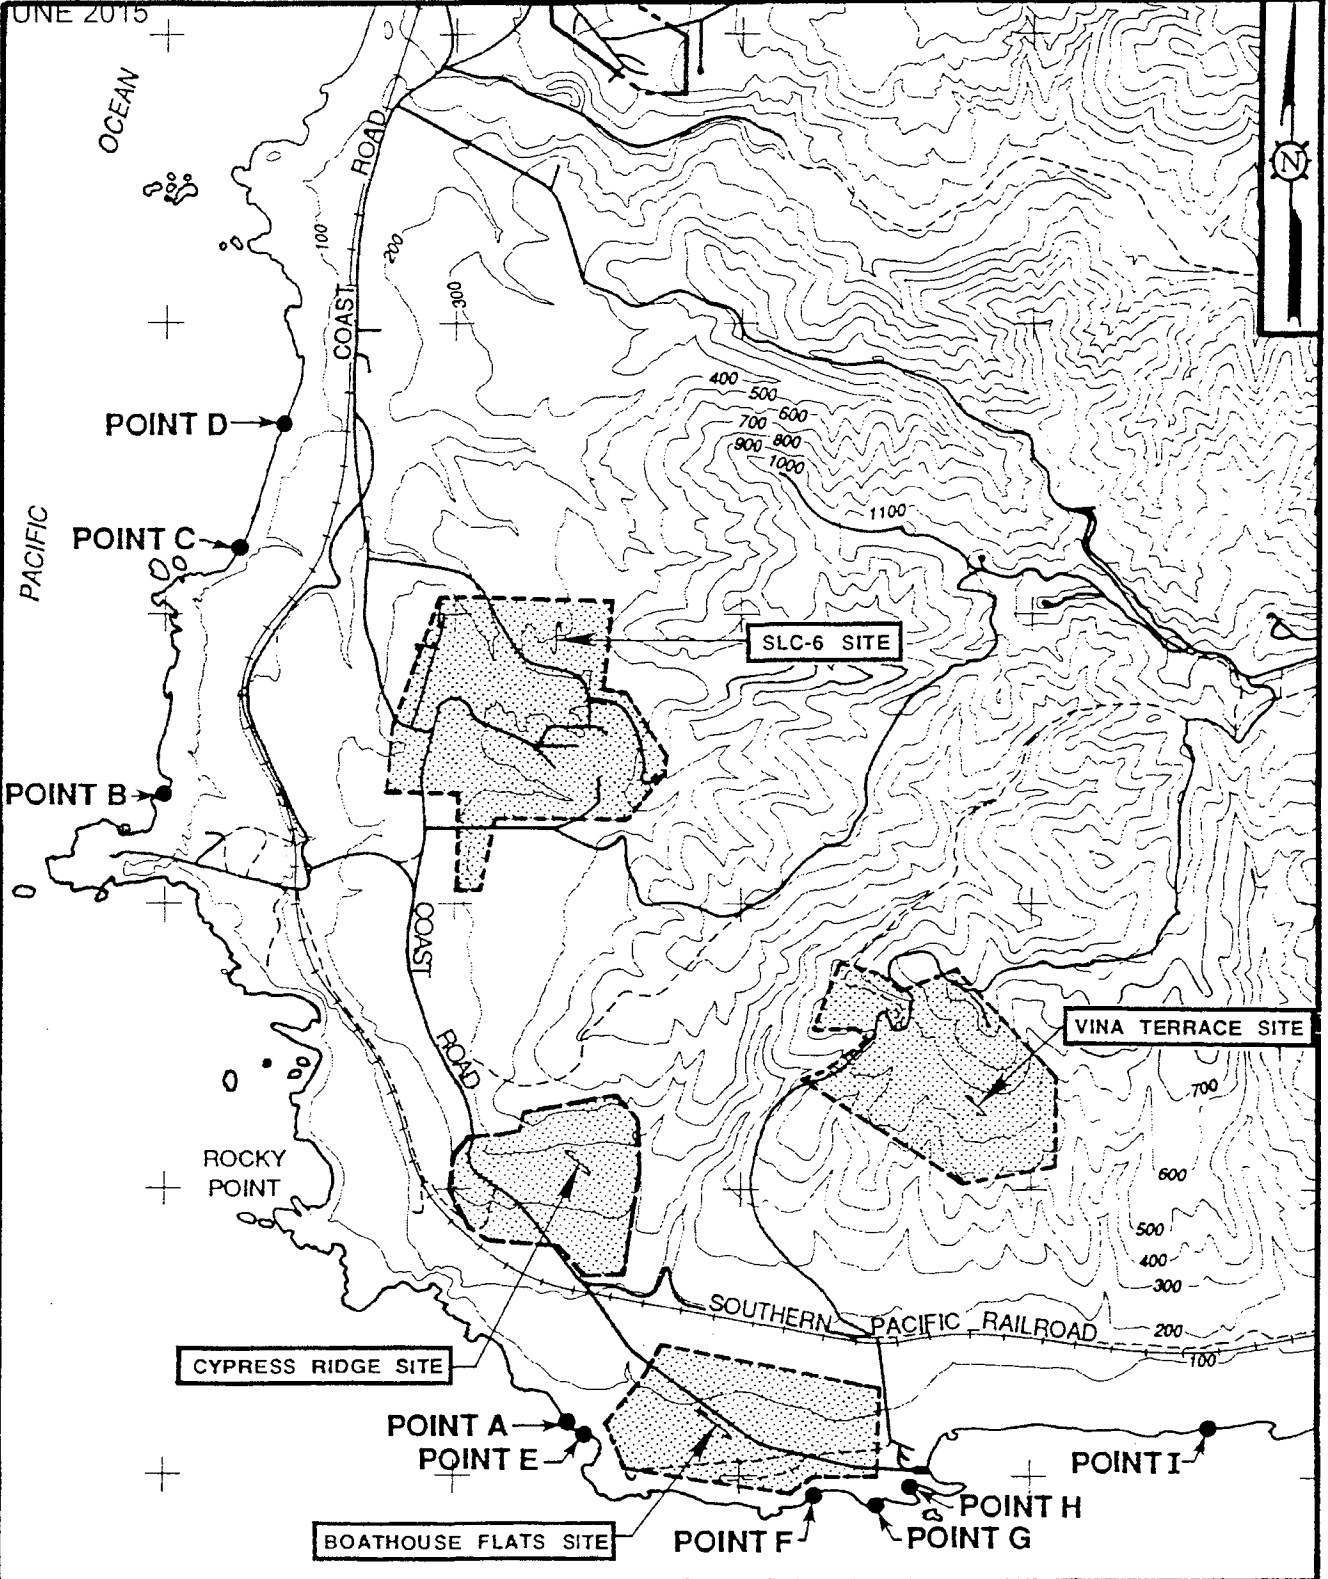 UNE 2015
OCEAN
ROAD
N
100
200
300
COAST
400
500
600
700
800
900
1000
POINT D
1100
PACIFIC
POINT C
SLC-6 SITE
POINT B
COAST
ROAD
VINA TERRACE SITE
700
ROCKY
POINT
600
500
400
300
SOUTHERN PACIFIC RAILROAD
200
100
CYPRESS RIDGE SITE
POINT A
POINT E
POINT I
POINT H
BOATHOUSE FLATS SITE
POINT F
POINT G